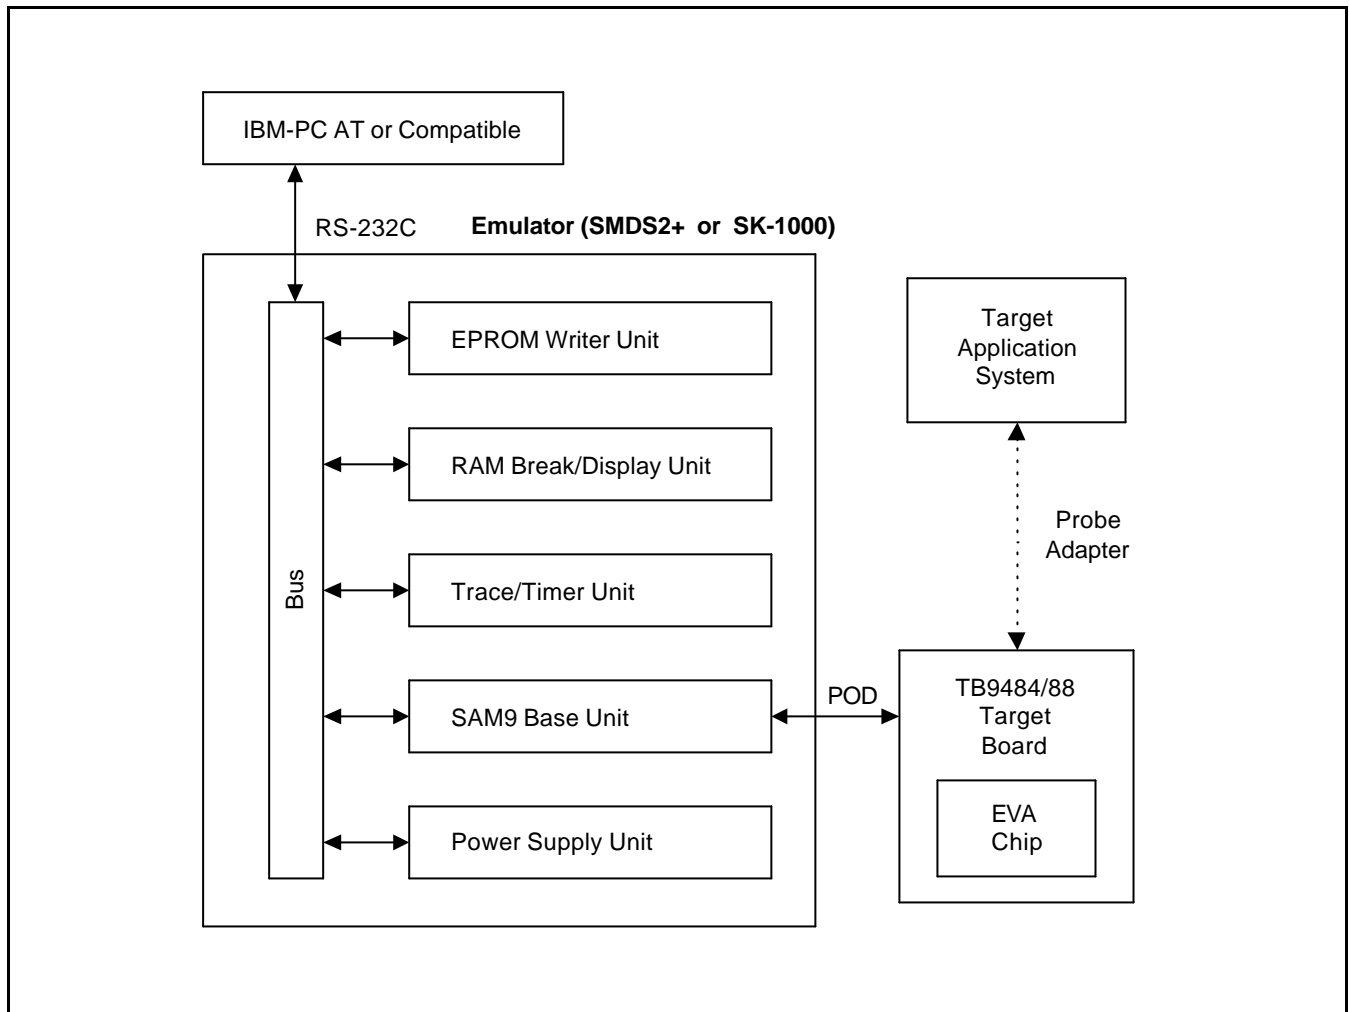 IBM-PC AT or Compatible
RS-232C
Emulator (SMDS2+ or SK-1000)
Bus
EPROM Writer Unit
RAM Break/Display Unit
Trace/Timer Unit
SAM9 Base Unit
Power Supply Unit
POD
Target
Application
System
Probe
Adapter
TB9484/88
Target
Board
EVA
Chip